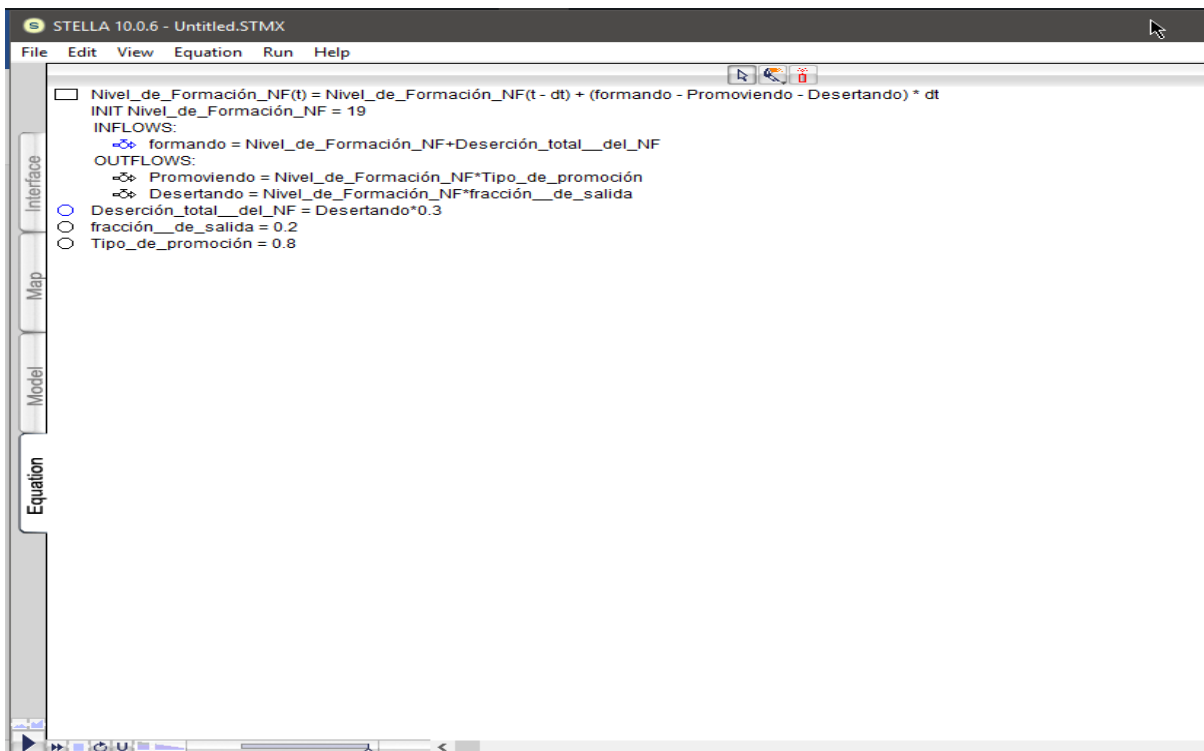 STELLA 10.0.6 - Untitled.STMX
File Edit View Equation Run Help
Nivel_de_Formación_NF(t) = Nivel_de_Formación_NF(t - dt) + (formando - Promoviendo - Desertando) * dt
INIT Nivel_de_Formación_NF = 19
INFLOWS:
formando = Nivel_de_Formación_NF+Deserción_total__del_NF
OUTFLOWS:
Promoviendo = Nivel_de_Formación_NF*Tipo_de_promoción
Desertando = Nivel_de_Formación_NF*fracción__de_salida
Deserción_total__del_NF = Desertando*0.3
fracción__de_salida = 0.2
Tipo_de_promoción = 0.8
Interface
Map
Model
Equation